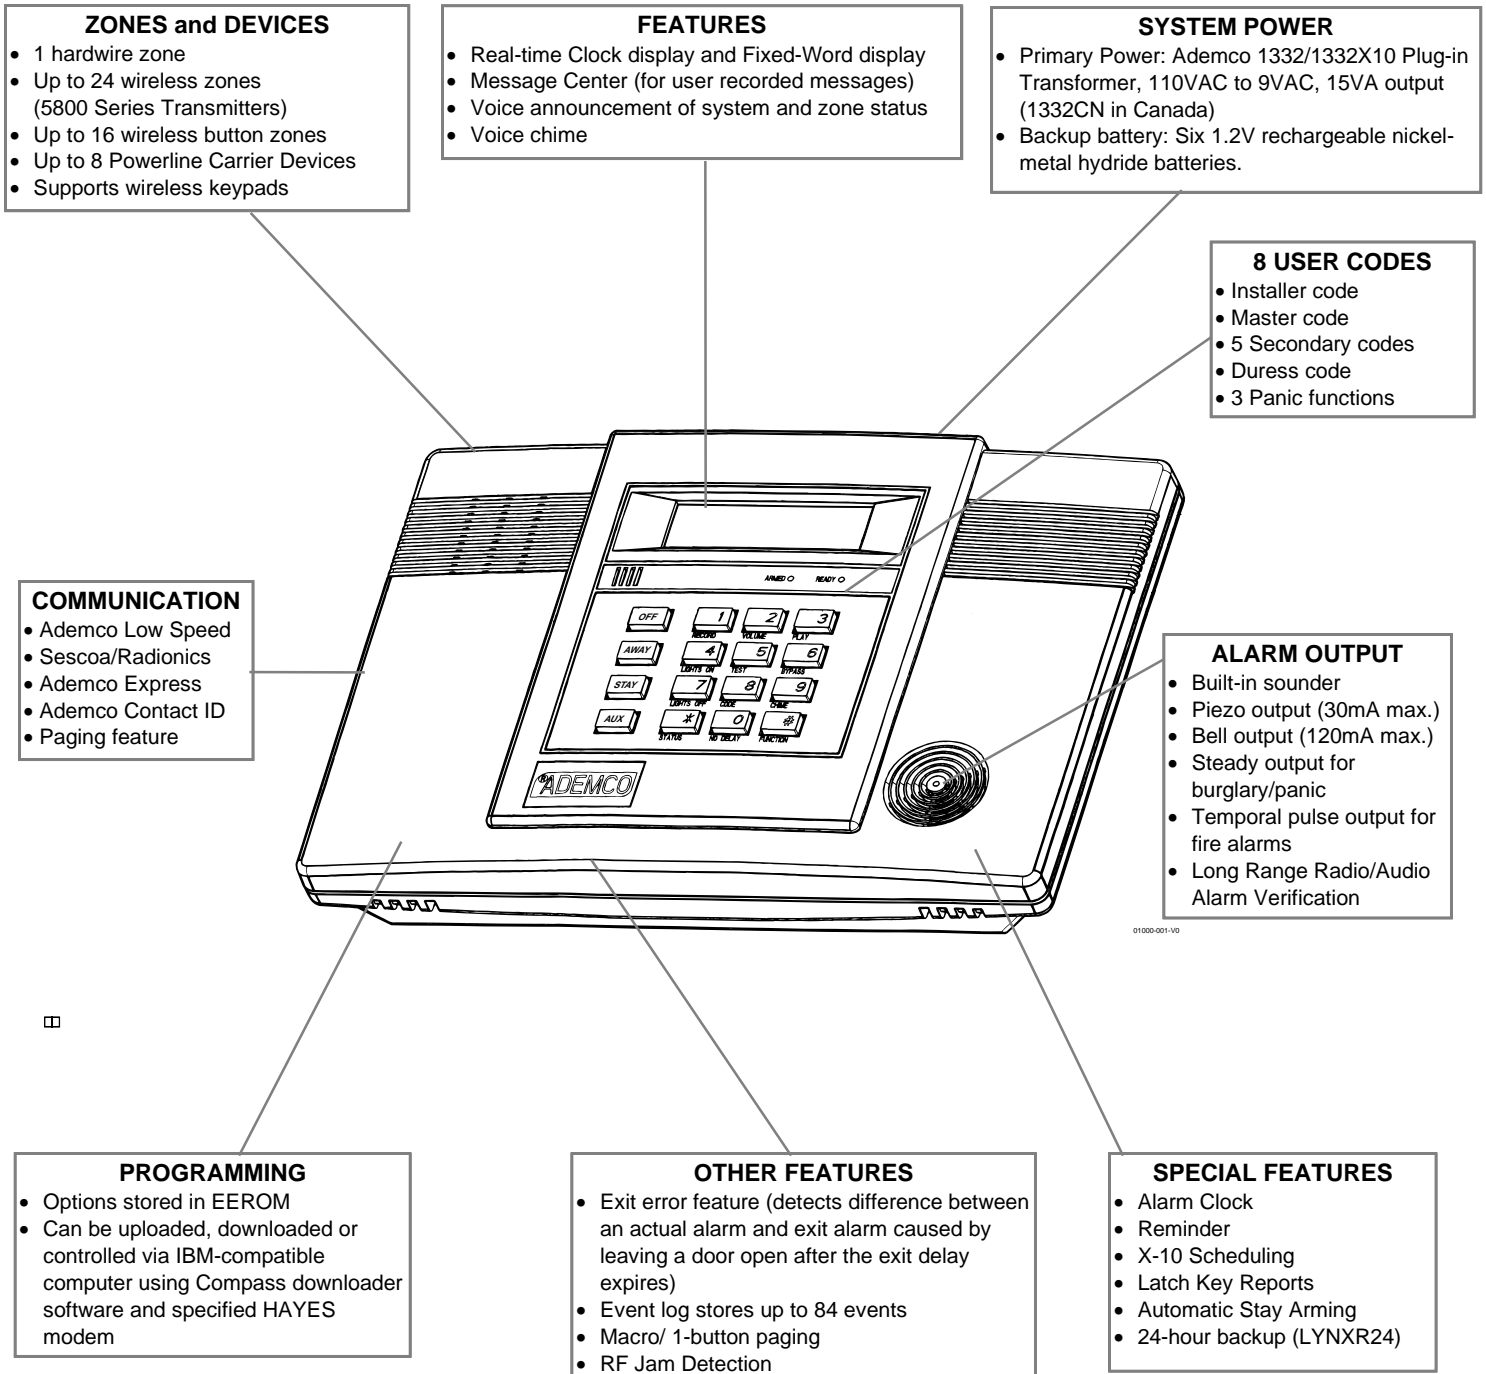 ZONES and DEVICES
• 1 hardwire zone
• Up to 24 wireless zones
(5800 Series Transmitters)
• Up to 16 wireless button zones
• Up to 8 Powerline Carrier Devices
• Supports wireless keypads
FEATURES
• Real-time Clock display and Fixed-Word display
• Message Center (for user recorded messages)
• Voice announcement of system and zone status
• Voice chime
SYSTEM POWER
• Primary Power: Ademco 1332/1332X10 Plug-in
Transformer, 110VAC to 9VAC, 15VA output
(1332CN in Canada)
• Backup battery: Six 1.2V rechargeable nickel-
metal hydride batteries.
8 USER CODES
• Installer code
• Master code
• 5 Secondary codes
• Duress code
• 3 Panic functions
ARMED READY
OFF 1 2 3
RECORD VOLUME PLAY
AWAY 4 5 6
LIGHTS ON TEST BYPASS
STAY 7 8 9
LIGHTS OFF CODE CHIME
AUX * 0 #
STATUS NO DELAY FUNCTION
®ADEMCO
COMMUNICATION
• Ademco Low Speed
• Sescoa/Radionics
• Ademco Express
• Ademco Contact ID
• Paging feature
ALARM OUTPUT
• Built-in sounder
• Piezo output (30mA max.)
• Bell output (120mA max.)
• Steady output for
burglary/panic
• Temporal pulse output for
fire alarms
• Long Range Radio/Audio
Alarm Verification
01000-001-V0
PROGRAMMING
• Options stored in EEROM
• Can be uploaded, downloaded or
controlled via IBM-compatible
computer using Compass downloader
software and specified HAYES
modem
OTHER FEATURES
• Exit error feature (detects difference between
an actual alarm and exit alarm caused by
leaving a door open after the exit delay
expires)
• Event log stores up to 84 events
• Macro/ 1-button paging
• RF Jam Detection
SPECIAL FEATURES
• Alarm Clock
• Reminder
• X-10 Scheduling
• Latch Key Reports
• Automatic Stay Arming
• 24-hour backup (LYNXR24)